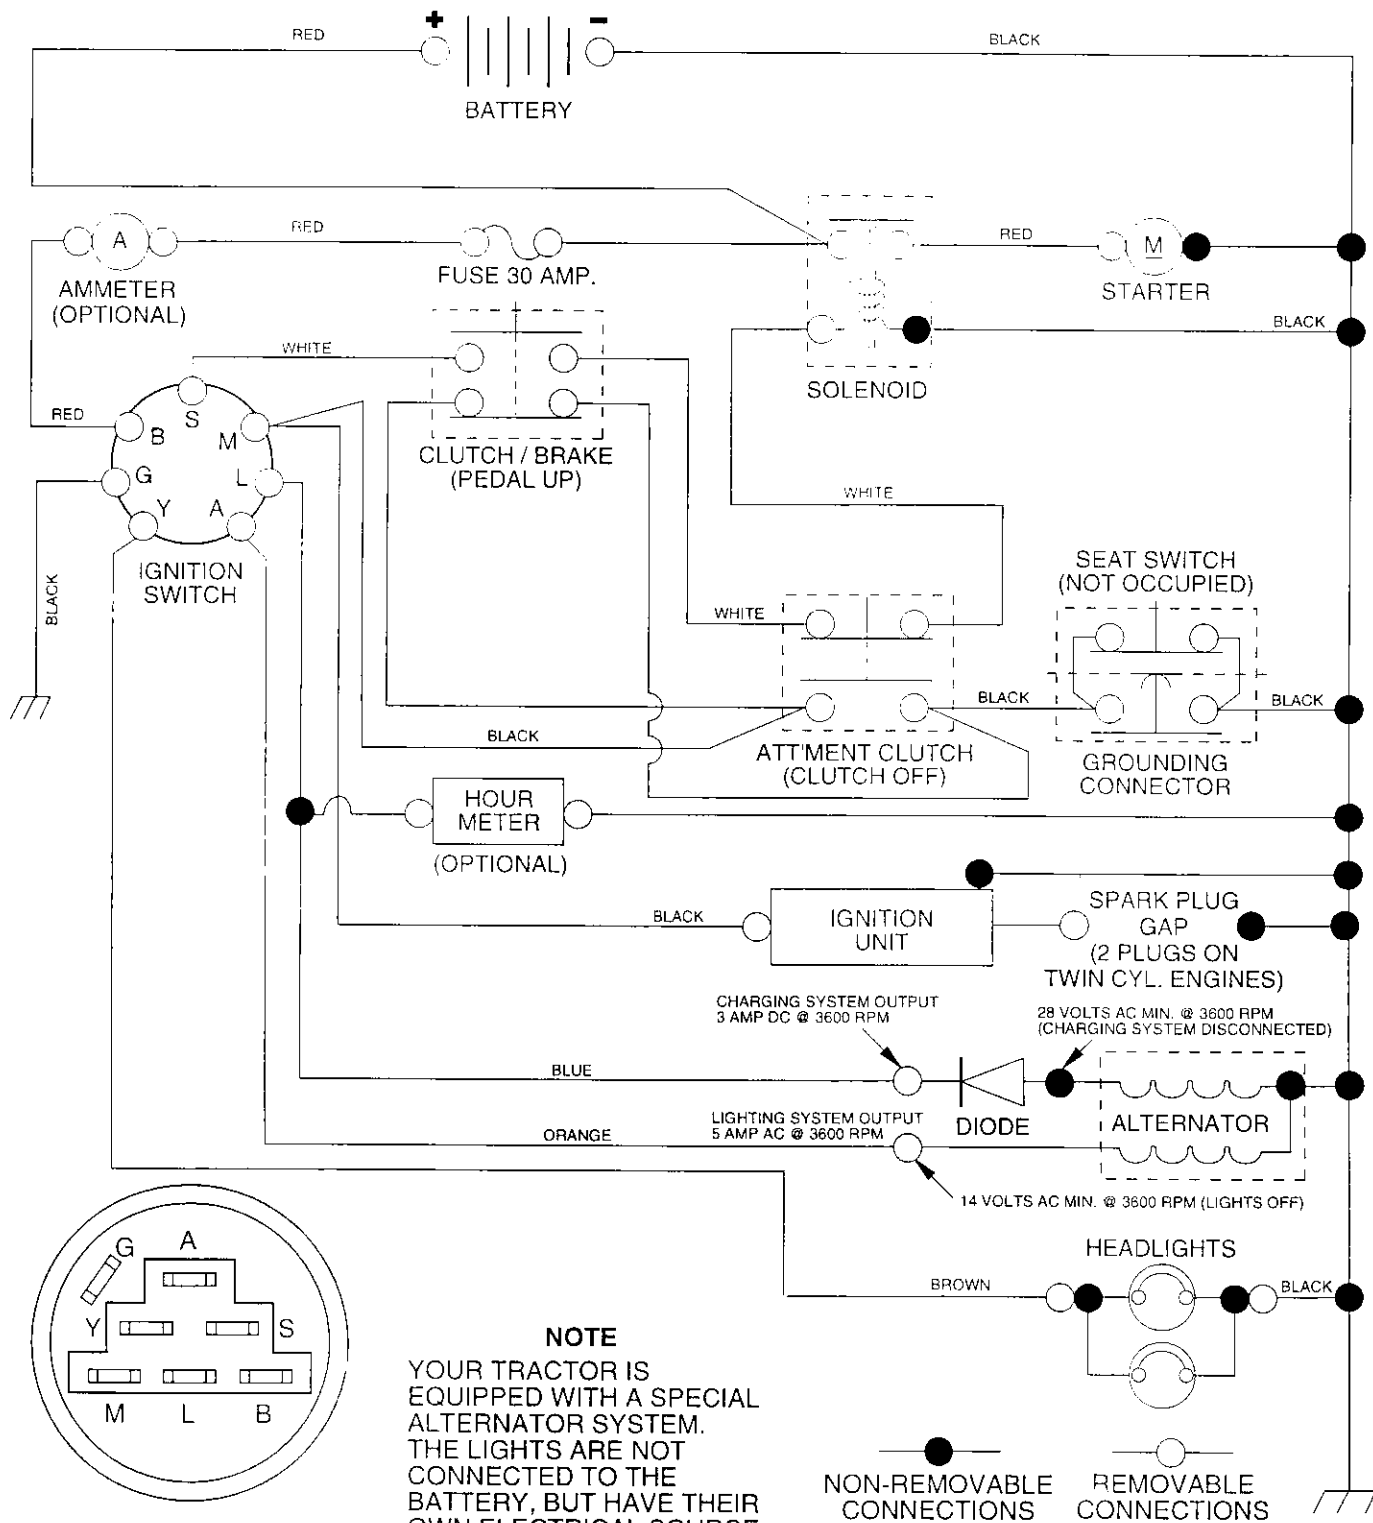 +
-
RED
BLACK
BATTERY
A
RED
FUSE 30 AMP.
RED
M
AMMETER
(OPTIONAL)
STARTER
BLACK
SOLENOID
WHITE
RED
S
B
M
G
L
Y
A
IGNITION
SWITCH
BLACK
CLUTCH / BRAKE
(PEDAL UP)
WHITE
SEAT SWITCH
(NOT OCCUPIED)
WHITE
BLACK
BLACK
BLACK
ATT'MENT CLUTCH
(CLUTCH OFF)
GROUNDING
CONNECTOR
HOUR
METER
(OPTIONAL)
BLACK
IGNITION
UNIT
SPARK PLUG
GAP
(2 PLUGS ON
TWIN CYL. ENGINES)
CHARGING SYSTEM OUTPUT
3 AMP DC @ 3600 RPM
28 VOLTS AC MIN. @ 3600 RPM
(CHARGING SYSTEM DISCONNECTED)
BLUE
DIODE
ALTERNATOR
LIGHTING SYSTEM OUTPUT
5 AMP AC @ 3600 RPM
ORANGE
14 VOLTS AC MIN. @ 3600 RPM (LIGHTS OFF)
HEADLIGHTS
BROWN
BLACK
G
A
Y
S
M
L
B
NOTE
YOUR TRACTOR IS
EQUIPPED WITH A SPECIAL
ALTERNATOR SYSTEM.
THE LIGHTS ARE NOT
CONNECTED TO THE
BATTERY, BUT HAVE THEIR
OWN ELECTRICAL SOURCE
NON-REMOVABLE
CONNECTIONS
REMOVABLE
CONNECTIONS